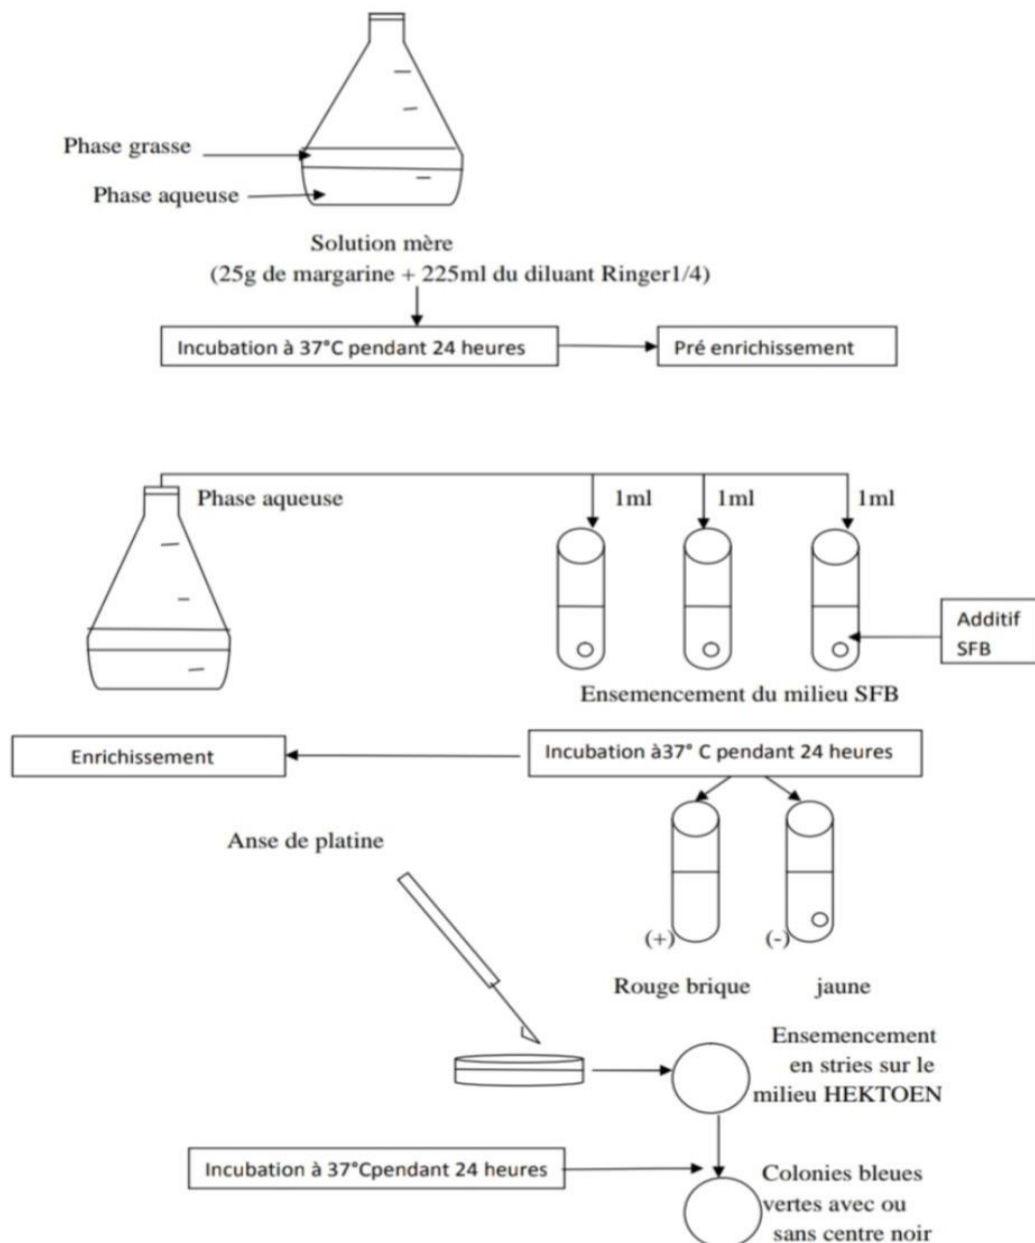 Phase grasse
Phase aqueuse
Solution mère
(25g de margarine + 225ml du diluant Ringer1/4)
Incubation à 37°C pendant 24 heures
Pré enrichissement
Phase aqueuse
1ml
1ml
1ml
Additif
SFB
Ensemencement du milieu SFB
Enrichissement
Incubation à37° C pendant 24 heures
Anse de platine
(+)
(-)
Rouge brique
jaune
Ensemencement
en stries sur le
milieu HEKTOEN
Incubation à 37°Cpendant 24 heures
Colonies bleues
vertes avec ou
sans centre noir